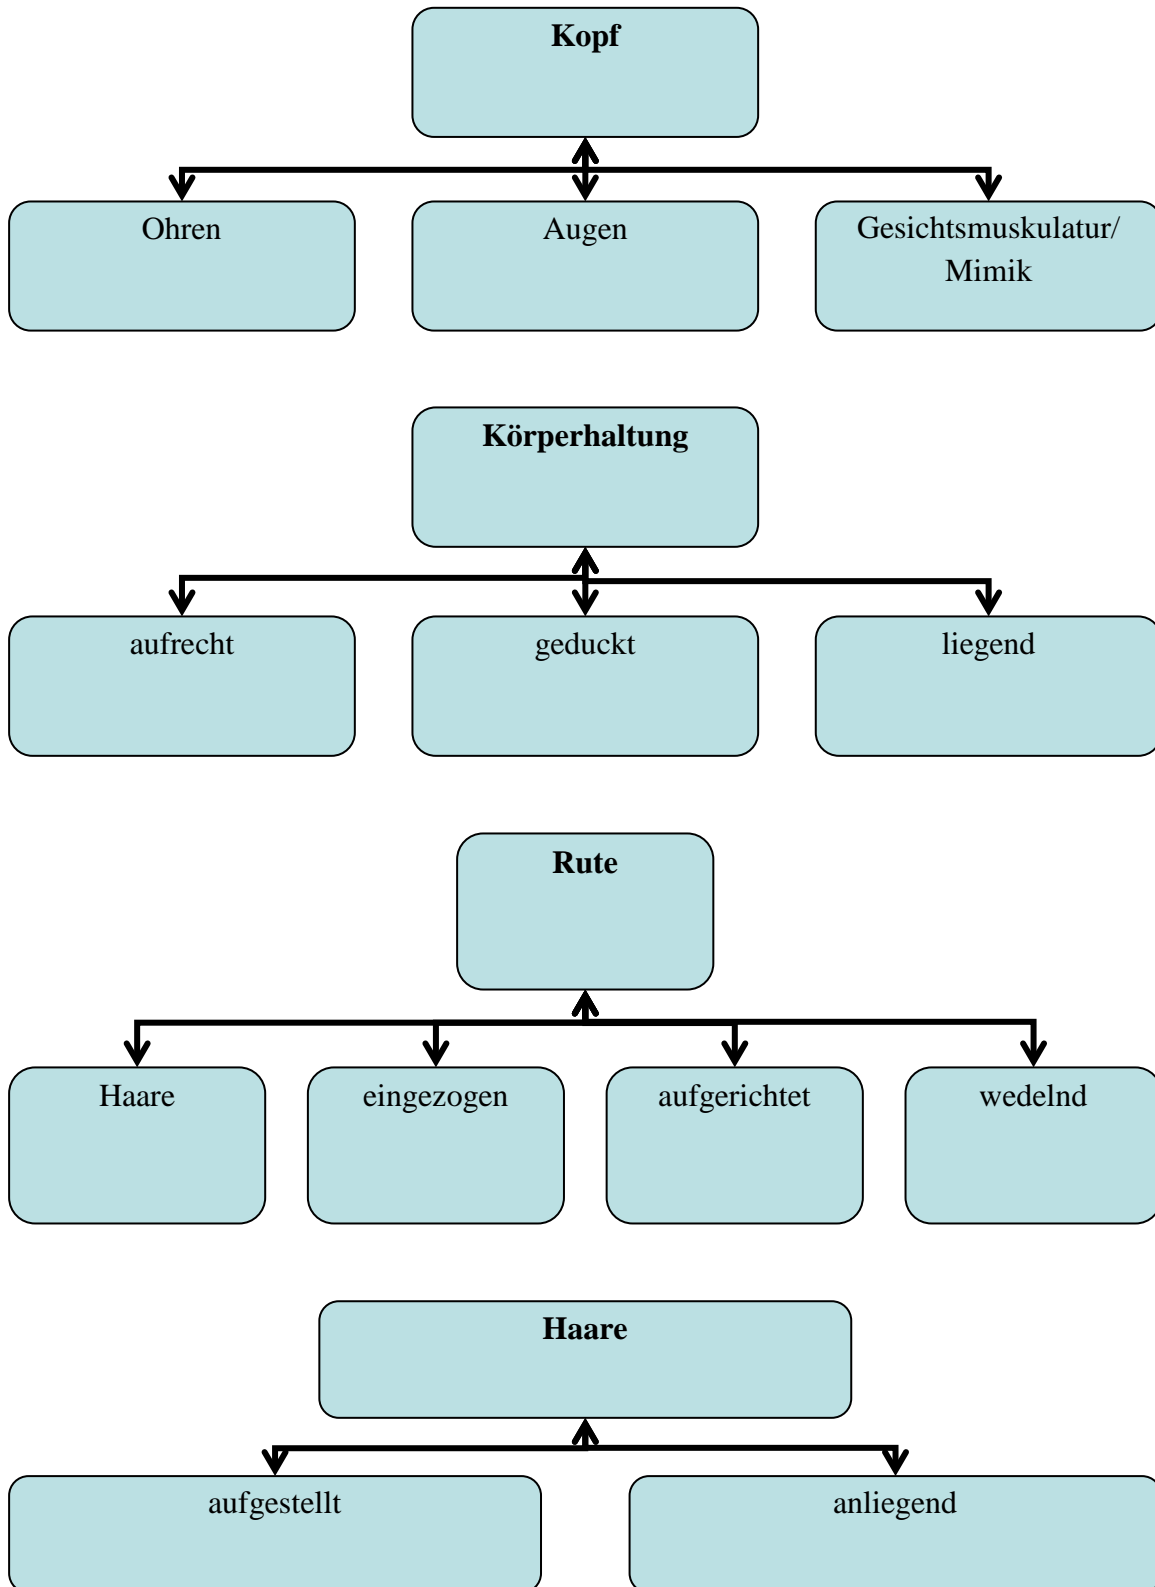 Kopf
Ohren
Augen
Gesichtsmuskulatur/
Mimik
Körperhaltung
aufrecht
geduckt
liegend
Rute
Haare
eingezogen
aufgerichtet
wedelnd
Haare
aufgestellt
anliegend